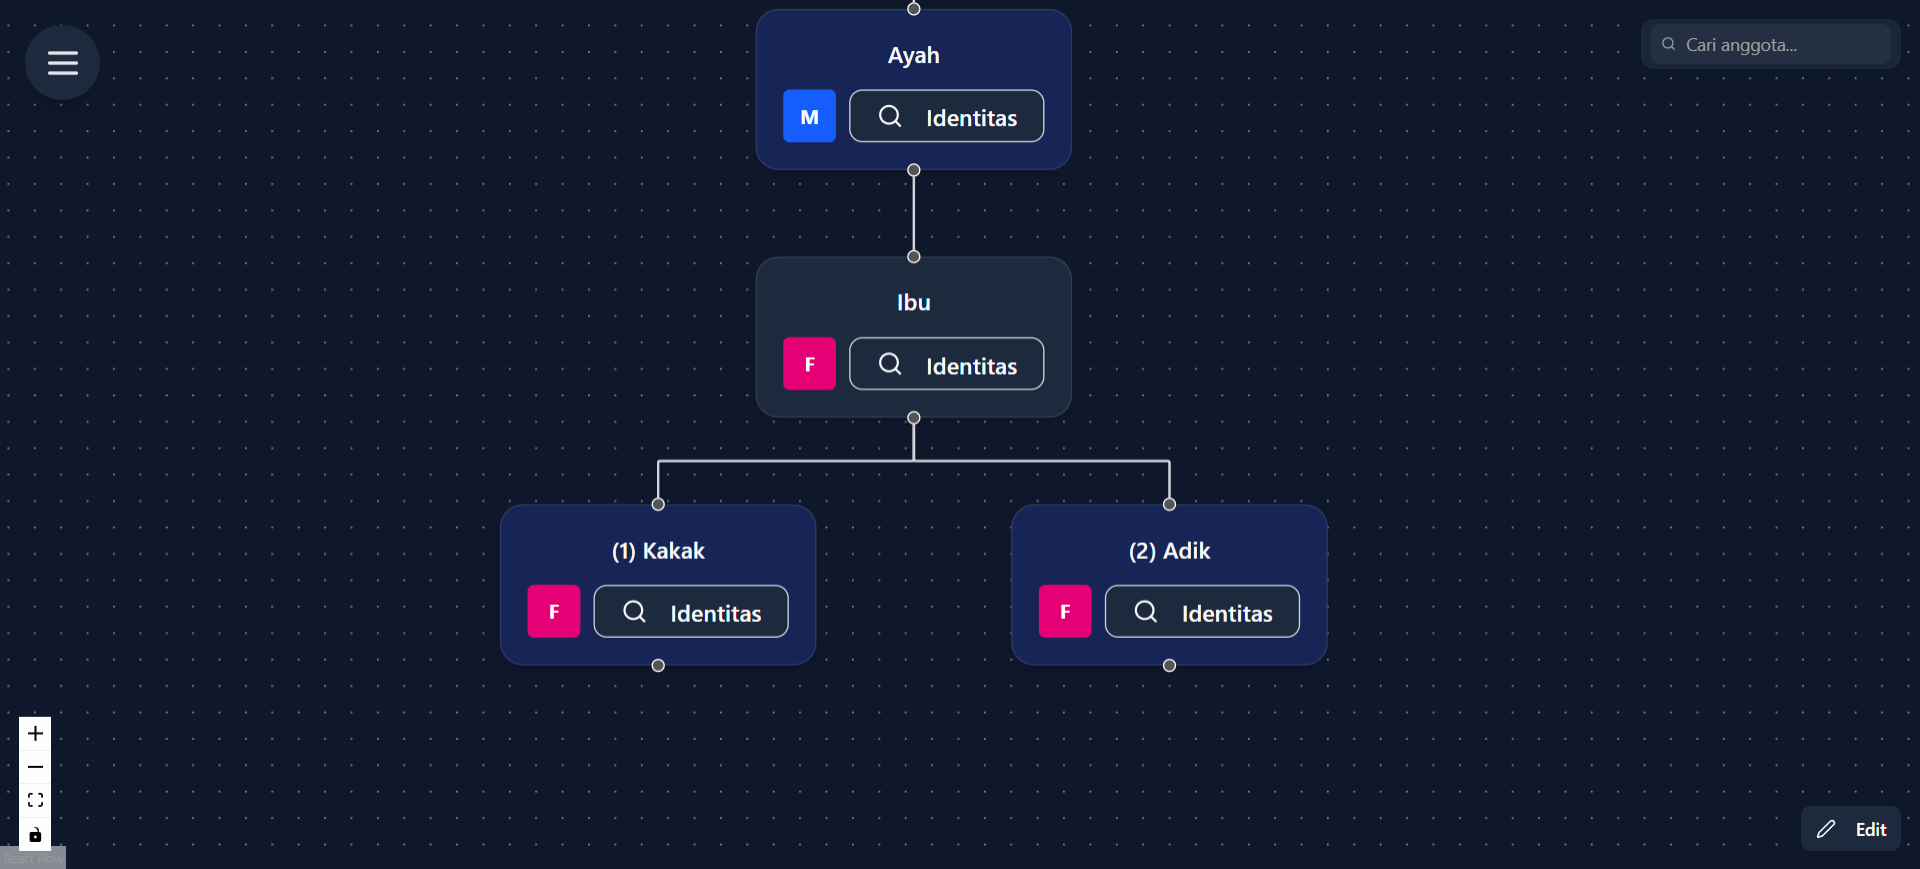 Ayah
Cari anggota...
M
Identitas
Ibu
F
Identitas
(1) Kakak
(2) Adik
F
Identitas
F
Identitas
Edit
React Flow